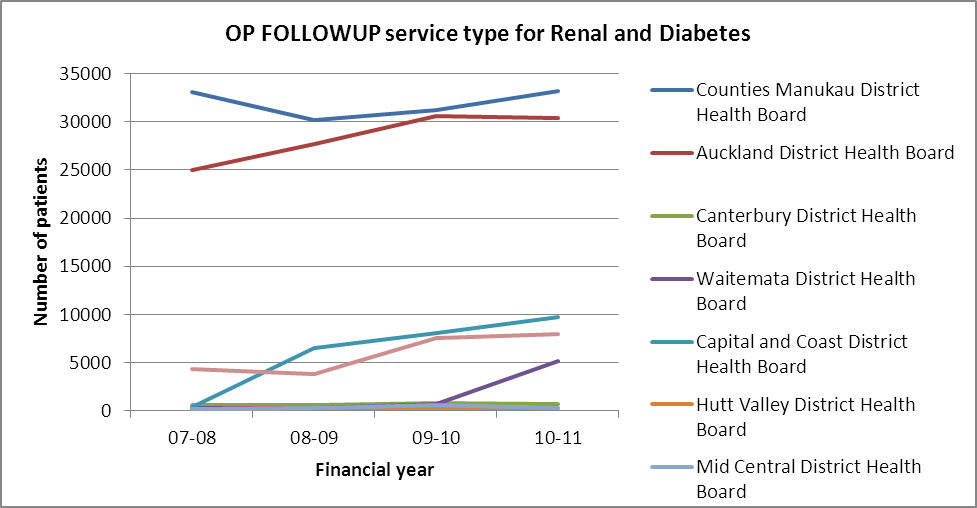 OP FOLLOWUP service type for Renal and Diabetes
35000
30000
25000
20000
15000
10000
5000
0
Number of patients
07-08
08-09
09-10
10-11
Financial year
Counties Manukau District
Health Board
Auckland District Health Board
Canterbury District Health
Board
Waitemata District Health
Board
Capital and Coast District
Health Board
Hutt Valley District Health
Board
Mid Central District Health
Board